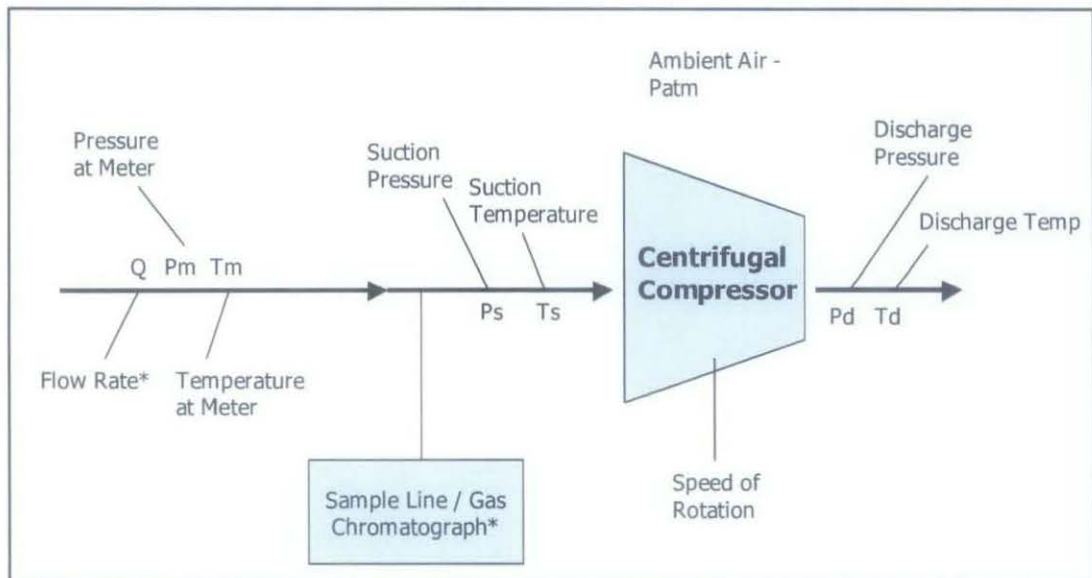 Ambient Air -
Patm
Pressure
at Meter
Suction
Pressure
Suction
Temperature
Discharge
Pressure
Discharge Temp
Q Pm Tm
Centrifugal
Compressor
Ps Ts
Pd Td
Flow Rate*
Temperature
at Meter
Sample Line / Gas
Chromatograph*
Speed of
Rotation